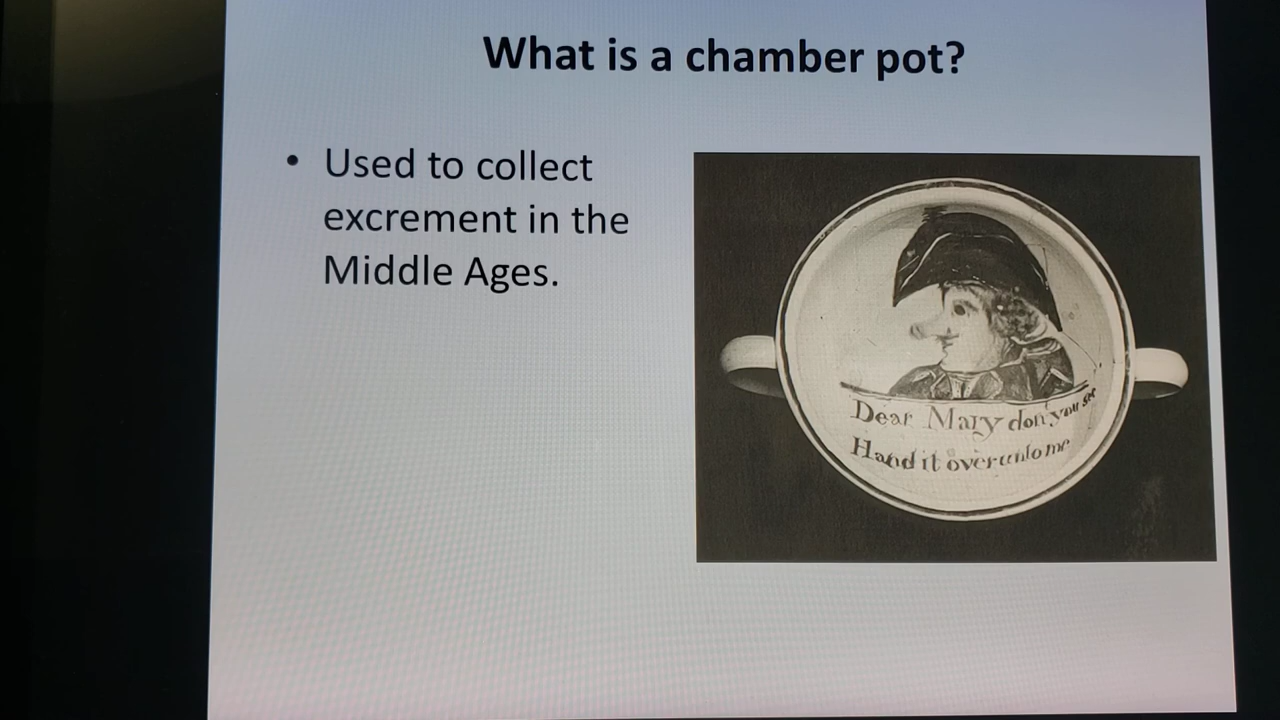 What is a chamber pot?
• Used to collect
excrement in the
Middle Ages.
Dear Mary don you see
Hand it over unto me